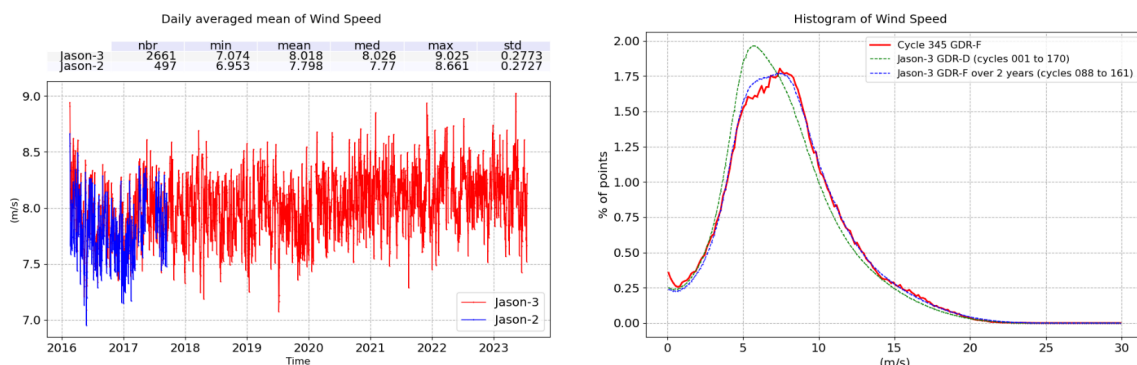 Daily averaged mean of Wind Speed
nbr min mean med max std
Jason-3 2661 7.074 8.018 8.026 9.025 0.2773
Jason-2 497 6.953 7.798 7.77 8.661 0.2727
9.0
8.5
8.0
7.5
7.0
(m/s)
Jason-3
Jason-2
2016 2017 2018 2019 2020 2021 2022 2023
Time
Histogram of Wind Speed
Cycle 345 GDR-F
Jason-3 GDR-D (cycles 001 to 170)
Jason-3 GDR-F over 2 years (cycles 088 to 161)
2.00
1.75
1.50
1.25
1.00
0.75
0.50
0.25
0.00
% of points
0 5 10 15 20 25 30
(m/s)